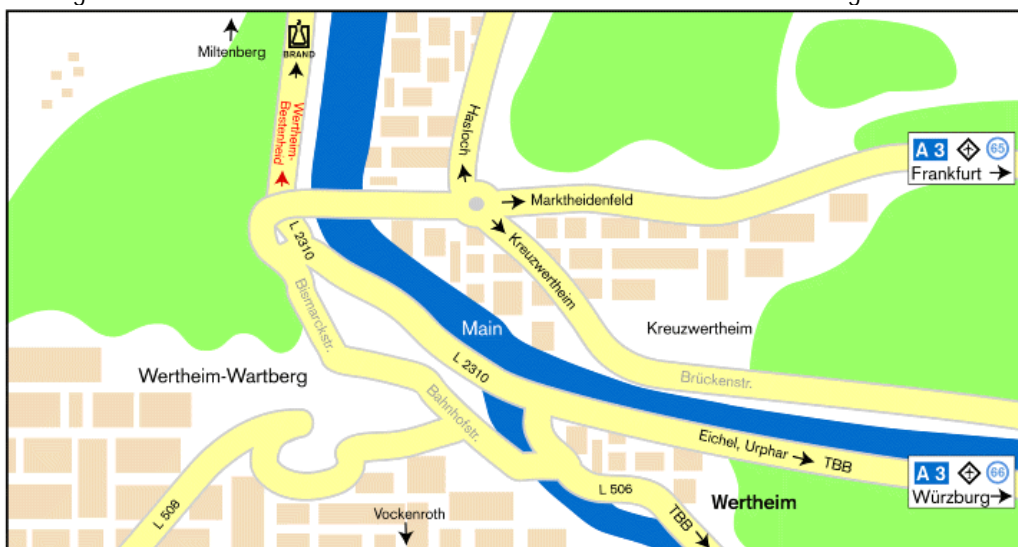 Miltenberg
BRAND
Wertheim-
Bestenheid
Hasloch
A 3 65
Frankfurt
Marktheidenfeld
L 2310
Kreuzwertheim
Bismarckstr.
Main
Kreuzwertheim
Wertheim-Wartberg
L 2310
Brückenstr.
Bahnhofstr.
Eichel, Urphar
TBB
A 3 66
Würzburg
L 506
Wertheim
L 508
Vockenroth
TBB